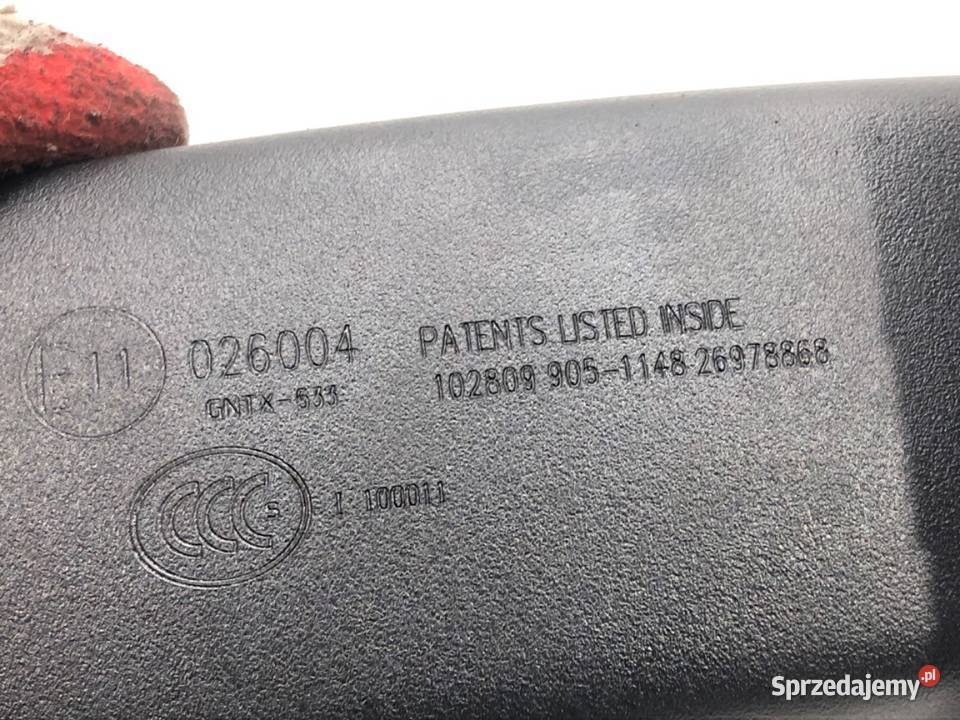 E11 026004 PATENTS LISTED INSIDE
GNTX-533 102809 905-1148 26978868
CCC S I 100011
Sprzedajemy.pl